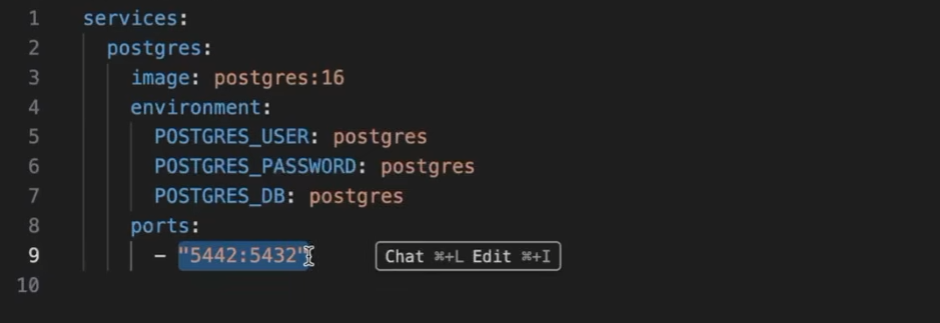 1 services:
2 postgres:
3 image: postgres:16
4 environment:
5 POSTGRES_USER: postgres
6 POSTGRES_PASSWORD: postgres
7 POSTGRES_DB: postgres
8 ports:
9 - "5442:5432" Chat ⌘+L Edit ⌘+I
10